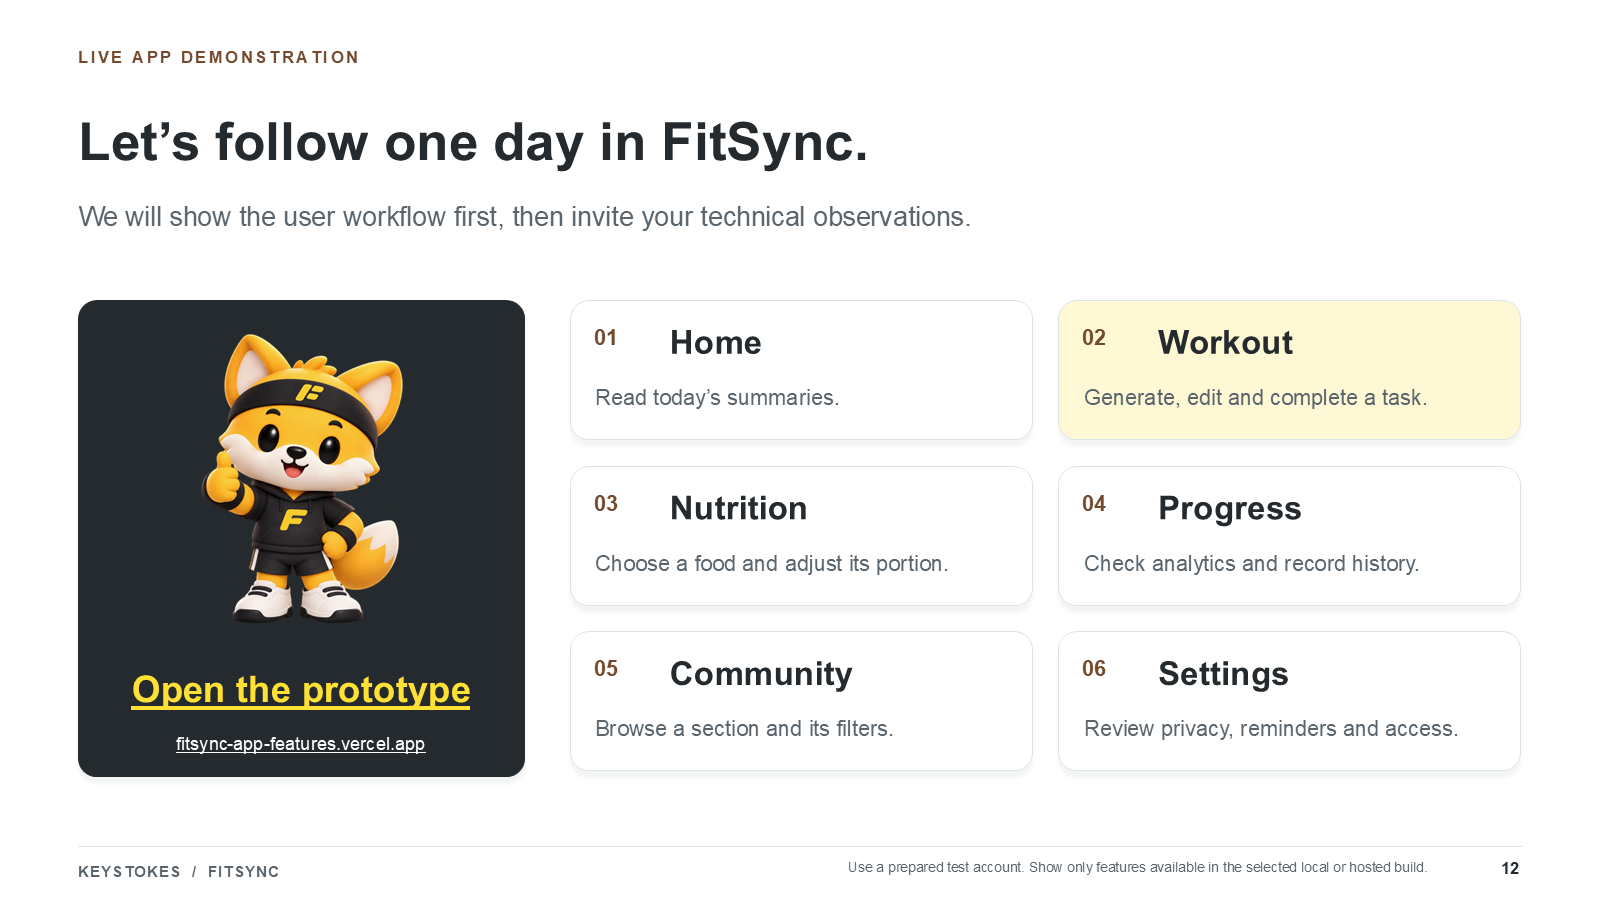 LIVE APP DEMONSTRATION
Let’s follow one day in FitSync.
We will show the user workflow first, then invite your technical observations.
F
F
Open the prototype
fitsync-app-features.vercel.app
01 Home
Read today’s summaries.
02 Workout
Generate, edit and complete a task.
03 Nutrition
Choose a food and adjust its portion.
04 Progress
Check analytics and record history.
05 Community
Browse a section and its filters.
06 Settings
Review privacy, reminders and access.
KEYSTOKES / FITSYNC
Use a prepared test account. Show only features available in the selected local or hosted build.
12